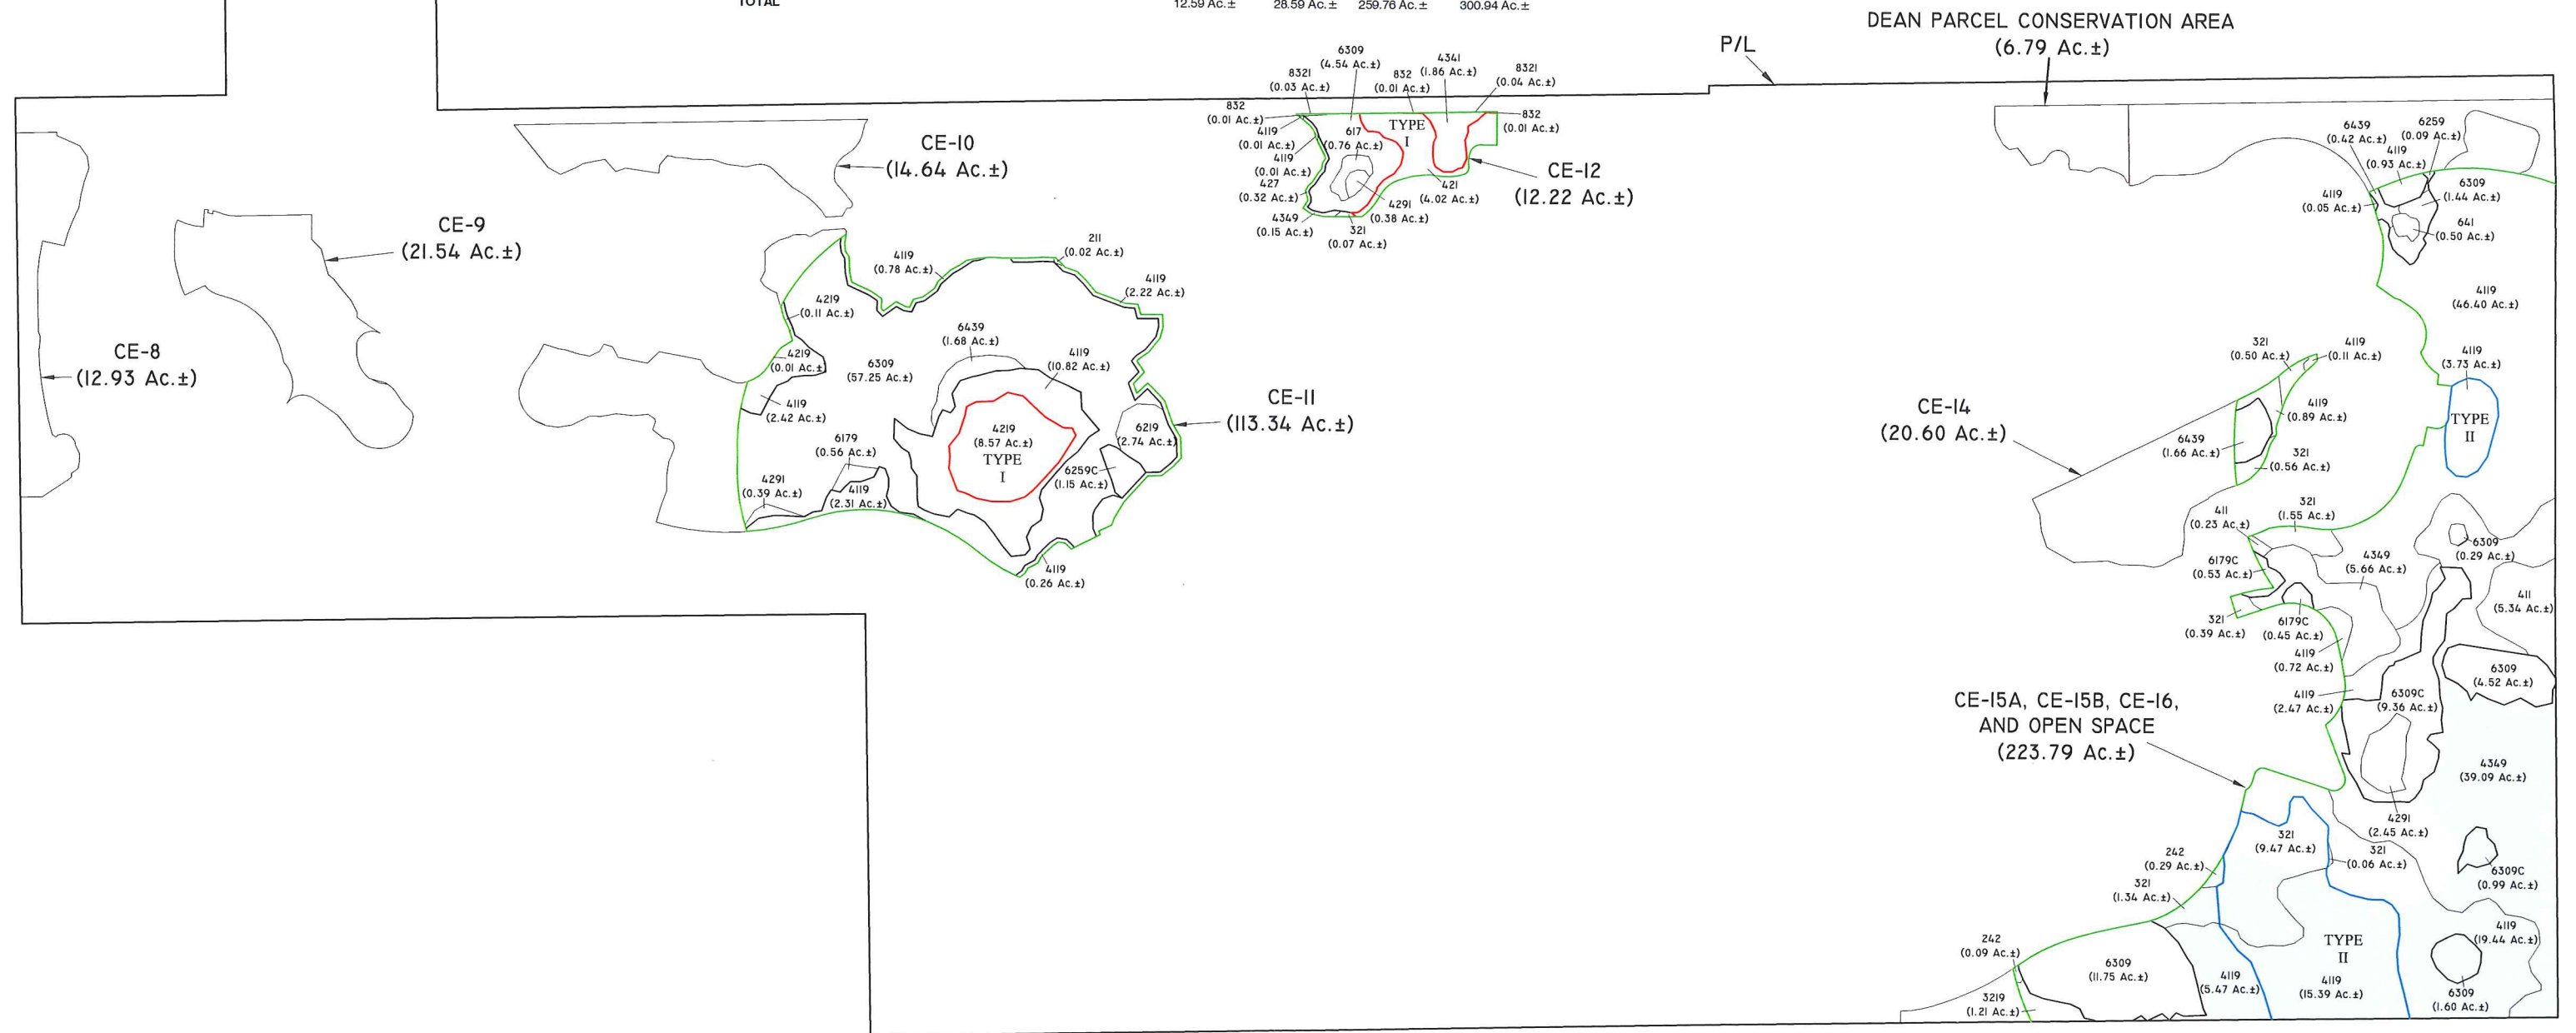 TOTAL
12.59 Ac.±
28.59 Ac.±
259.76 Ac.±
300.94 Ac.±
DEAN PARCEL CONSERVATION AREA
(6.79 Ac.±)
P/L
6309
(4.54 Ac.±)
4341
(1.86 Ac.±)
8321
(0.03 Ac.±)
832
(0.01 Ac.±)
8321
(0.04 Ac.±)
832
(0.01 Ac.±)
832
(0.01 Ac.±)
4119
(0.01 Ac.±)
4119
(0.01 Ac.±)
427
(0.32 Ac.±)
4349
(0.15 Ac.±)
617
(0.76 Ac.±)
TYPE
I
321
(0.07 Ac.±)
4291
(0.38 Ac.±)
421
(4.02 Ac.±)
CE-12
(12.22 Ac.±)
CE-10
(14.64 Ac.±)
CE-9
(21.54 Ac.±)
CE-8
(12.93 Ac.±)
211
(0.02 Ac.±)
4119
(0.78 Ac.±)
4119
(2.22 Ac.±)
4219
(0.11 Ac.±)
4219
(0.01 Ac.±)
6309
(57.25 Ac.±)
6439
(1.68 Ac.±)
4119
(10.82 Ac.±)
4119
(2.42 Ac.±)
4219
(8.57 Ac.±)
TYPE
I
6219
(2.74 Ac.±)
6259C
(1.15 Ac.±)
6179
(0.56 Ac.±)
4291
(0.39 Ac.±)
4119
(2.31 Ac.±)
4119
(0.26 Ac.±)
CE-11
(113.34 Ac.±)
6439
(0.42 Ac.±)
6259
(0.09 Ac.±)
4119
(0.93 Ac.±)
4119
(0.05 Ac.±)
6309
(1.44 Ac.±)
641
(0.50 Ac.±)
4119
(46.40 Ac.±)
4119
(3.73 Ac.±)
TYPE
II
321
(0.50 Ac.±)
4119
(0.11 Ac.±)
4119
(0.89 Ac.±)
6439
(1.66 Ac.±)
321
(0.56 Ac.±)
CE-14
(20.60 Ac.±)
321
(1.55 Ac.±)
411
(0.23 Ac.±)
6179C
(0.53 Ac.±)
4349
(5.66 Ac.±)
6309
(0.29 Ac.±)
411
(5.34 Ac.±)
321
(0.39 Ac.±)
6179C
(0.45 Ac.±)
4119
(0.72 Ac.±)
4119
(2.47 Ac.±)
6309C
(9.36 Ac.±)
6309
(4.52 Ac.±)
CE-15A, CE-15B, CE-16,
AND OPEN SPACE
(223.79 Ac.±)
4349
(39.09 Ac.±)
4291
(2.45 Ac.±)
321
(9.47 Ac.±)
321
(0.06 Ac.±)
242
(0.29 Ac.±)
321
(1.34 Ac.±)
6309C
(0.99 Ac.±)
4119
(19.44 Ac.±)
242
(0.09 Ac.±)
6309
(11.75 Ac.±)
3219
(1.21 Ac.±)
4119
(5.47 Ac.±)
TYPE
II
4119
(15.39 Ac.±)
6309
(1.60 Ac.±)